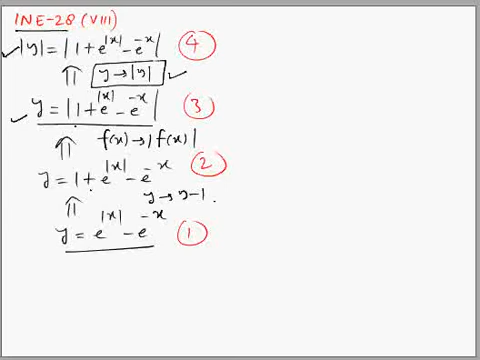 INE-28 (VIII)
✓ |y| = | 1 + e^|x| - e^-x | ④
⇑ y → |y| ✓
✓ y = | 1 + e^|x| - e^-x | ③
⇑ f(x) → | f(x) |
y = 1 + e^|x| - e^-x ②
⇑ y → y-1.
y = e^|x| - e^-x ①